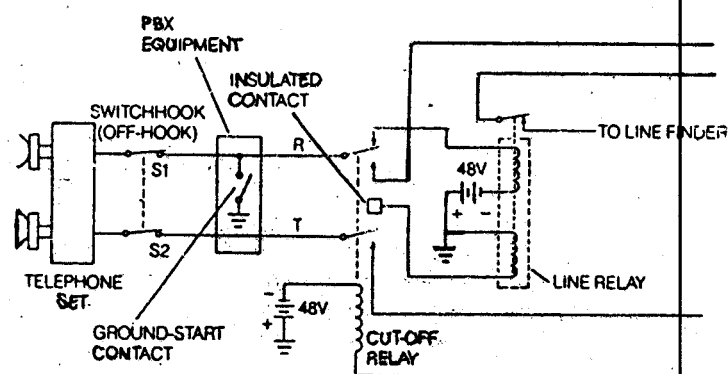 PBX
EQUIPMENT
INSULATED
CONTACT
SWITCHHOOK
(OFF-HOOK)
S1
R
TO LINE FINDER
48V
+ -
S2
T
TELEPHONE
SET
LINE RELAY
-
+
48V
GROUND-START
CONTACT
CUT-OFF
RELAY